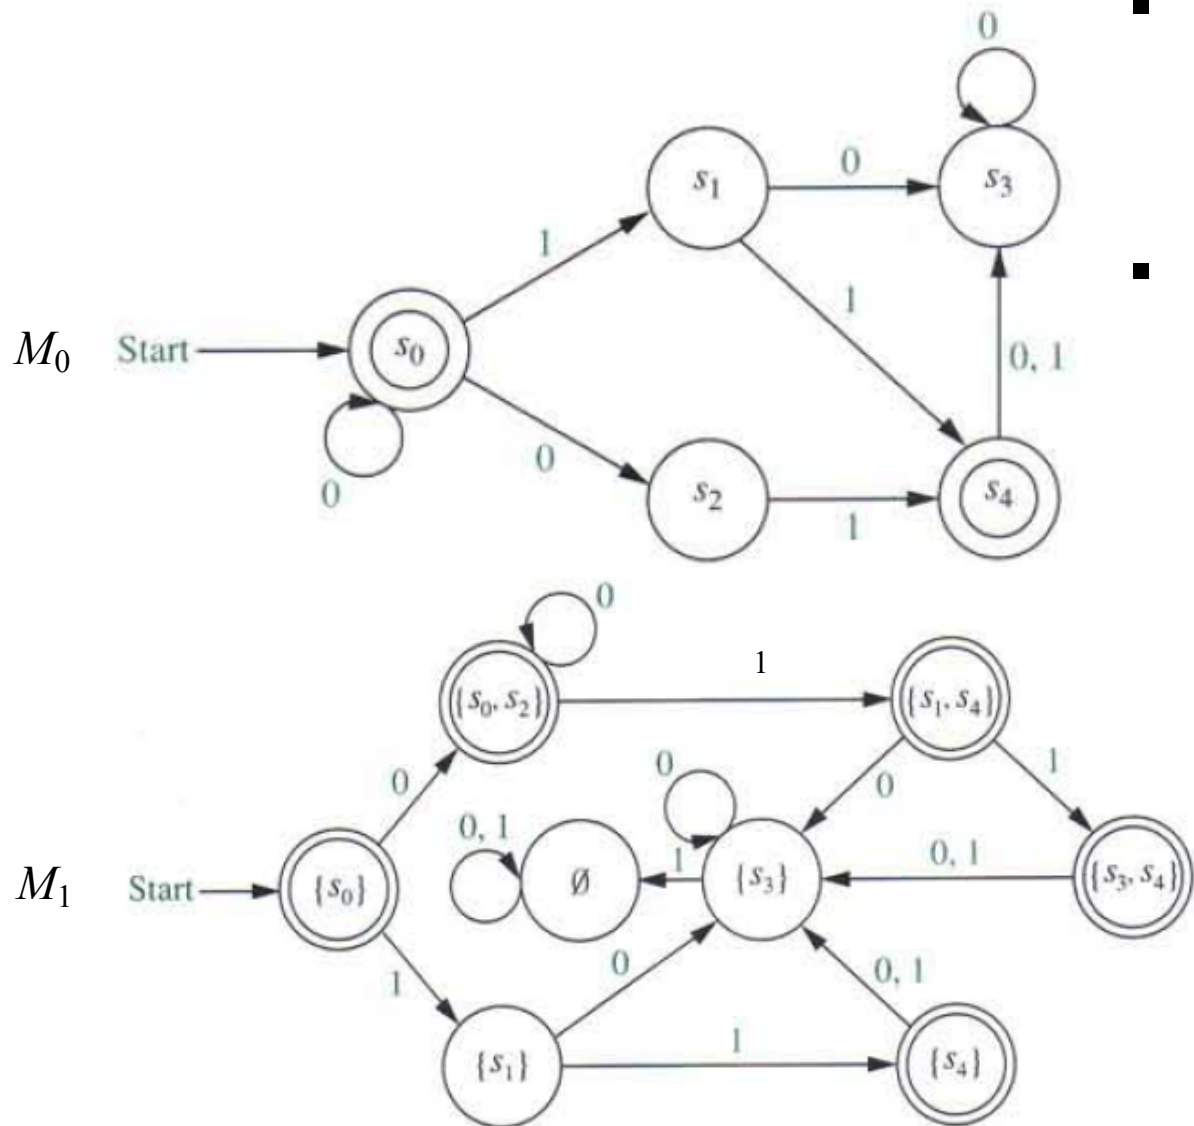 0
s1
0
s3
1
1
M0
Start
s0
0, 1
0
0
s2
1
s4
0
{s0, s2}
1
{s1, s4}
0
0
0
1
0, 1
M1
Start
{s0}
Ø
1
{s3}
0, 1
{s3, s4}
1
0
0, 1
{s1}
1
{s4}